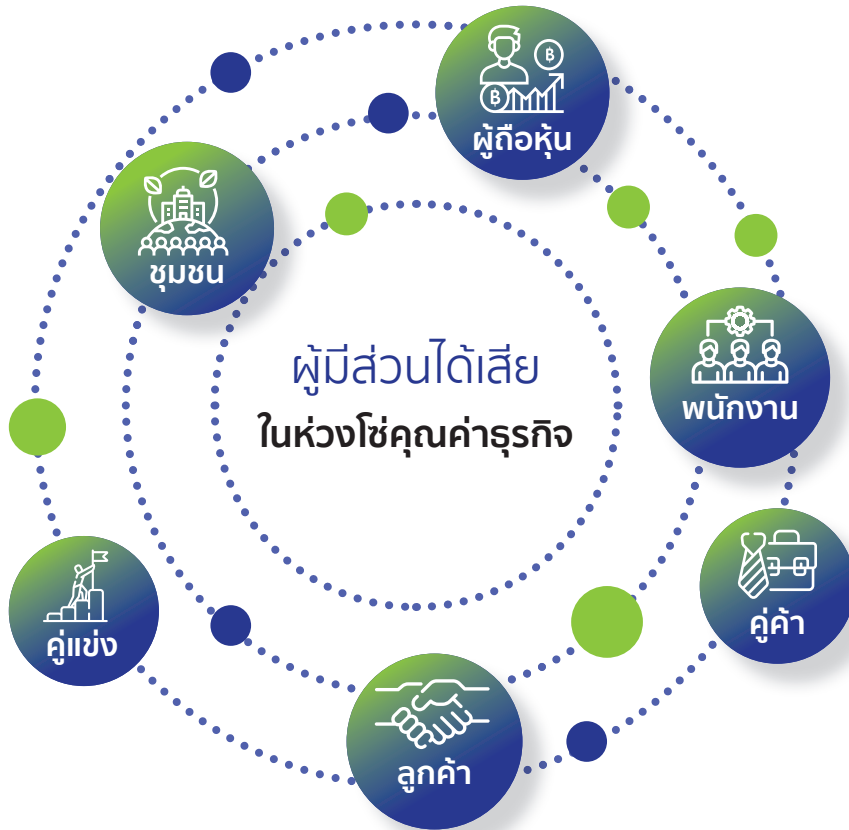 ผู้ถือหุ้น
ชุมชน
ผู้มีส่วนได้เสีย
ในห่วงโซ่คุณค่าธุรกิจ
พนักงาน
คู่ค้า
คู่แข่ง
ลูกค้า